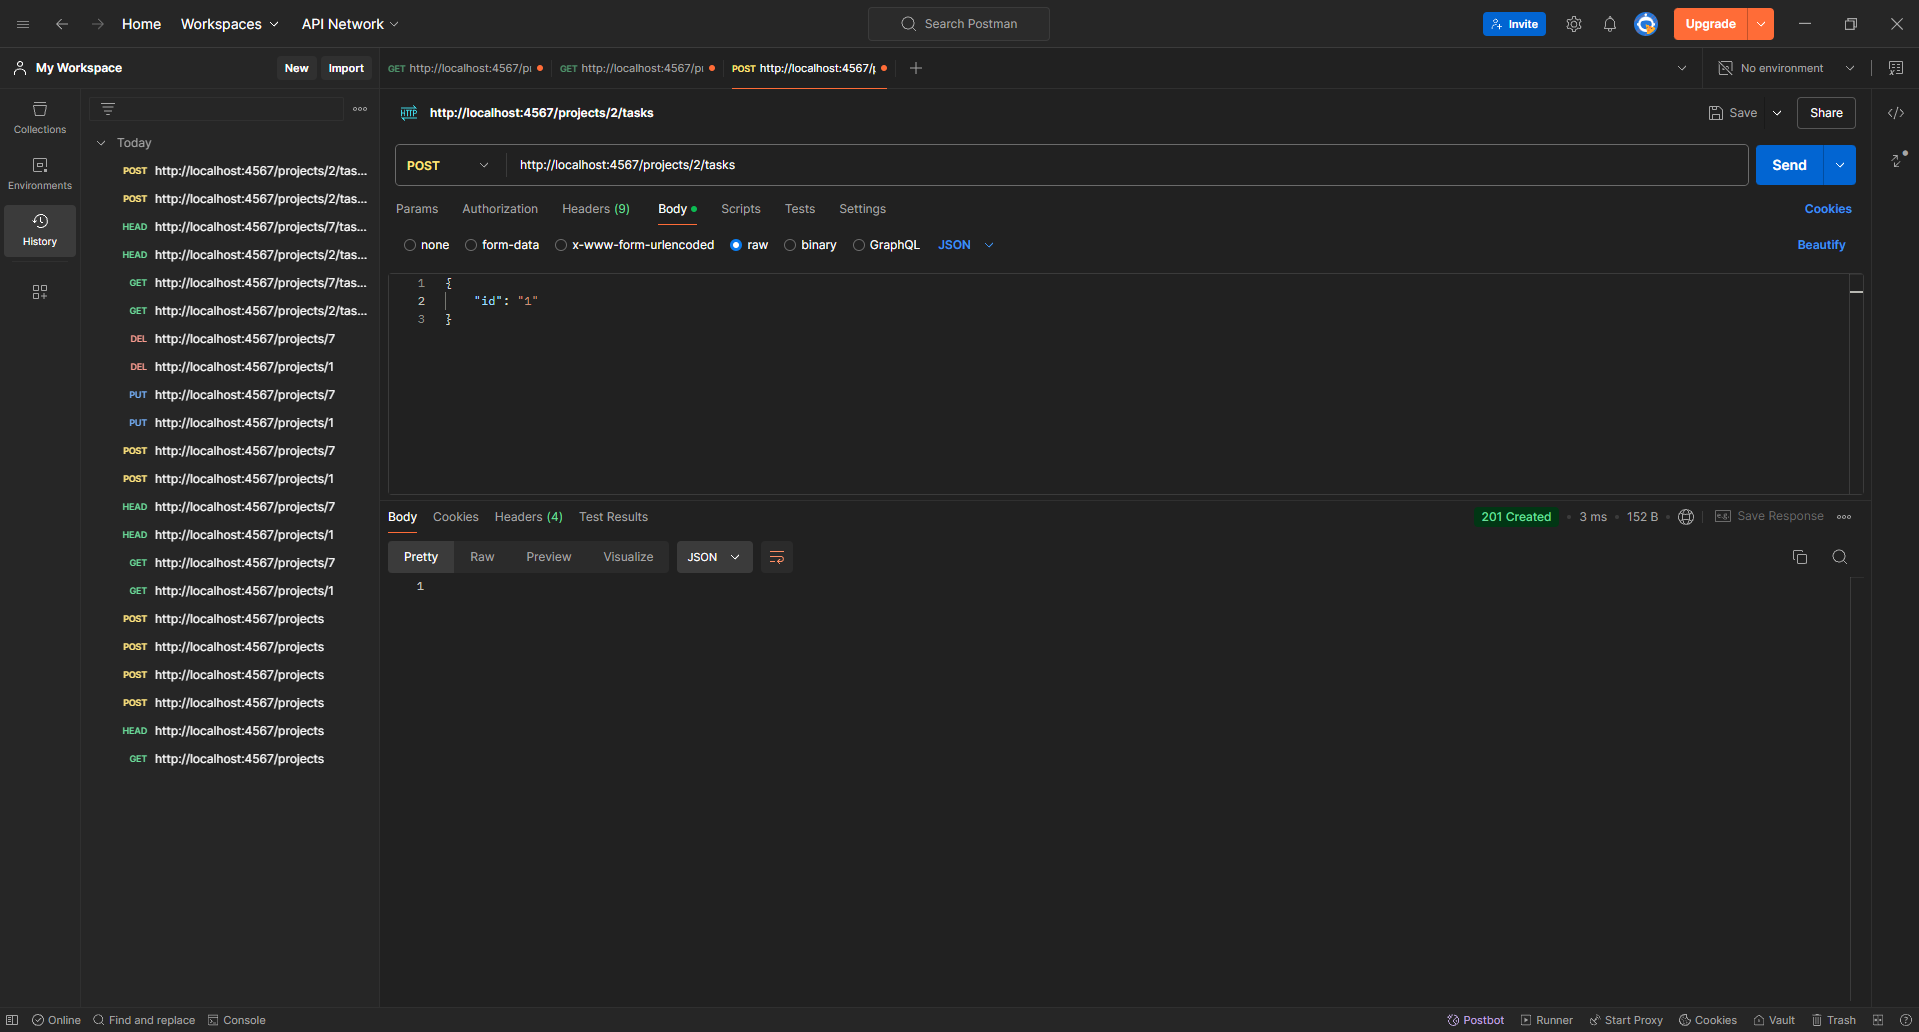 Home Workspaces API Network Search Postman Invite Upgrade
My Workspace New Import GET http://localhost:4567/p GET http://localhost:4567/p POST http://localhost:4567/p No environment
Collections
Environments
History
Today
POST http://localhost:4567/projects/2/tas...
POST http://localhost:4567/projects/2/tas...
HEAD http://localhost:4567/projects/7/tas...
HEAD http://localhost:4567/projects/2/tas...
GET http://localhost:4567/projects/7/tas...
GET http://localhost:4567/projects/2/tas...
DEL http://localhost:4567/projects/7
DEL http://localhost:4567/projects/1
PUT http://localhost:4567/projects/7
PUT http://localhost:4567/projects/1
POST http://localhost:4567/projects/7
POST http://localhost:4567/projects/1
HEAD http://localhost:4567/projects/7
HEAD http://localhost:4567/projects/1
GET http://localhost:4567/projects/7
GET http://localhost:4567/projects/1
POST http://localhost:4567/projects
POST http://localhost:4567/projects
POST http://localhost:4567/projects
POST http://localhost:4567/projects
HEAD http://localhost:4567/projects
GET http://localhost:4567/projects
HTTP http://localhost:4567/projects/2/tasks Save Share
POST http://localhost:4567/projects/2/tasks Send
Params Authorization Headers (9) Body Scripts Tests Settings Cookies
none form-data x-www-form-urlencoded raw binary GraphQL JSON Beautify
1 {
2 "id": "1"
3 }
Body Cookies Headers (4) Test Results 201 Created 3 ms 152 B e.g. Save Response
Pretty Raw Preview Visualize JSON
1
Online Find and replace Console Postbot Runner Start Proxy Cookies Vault Trash